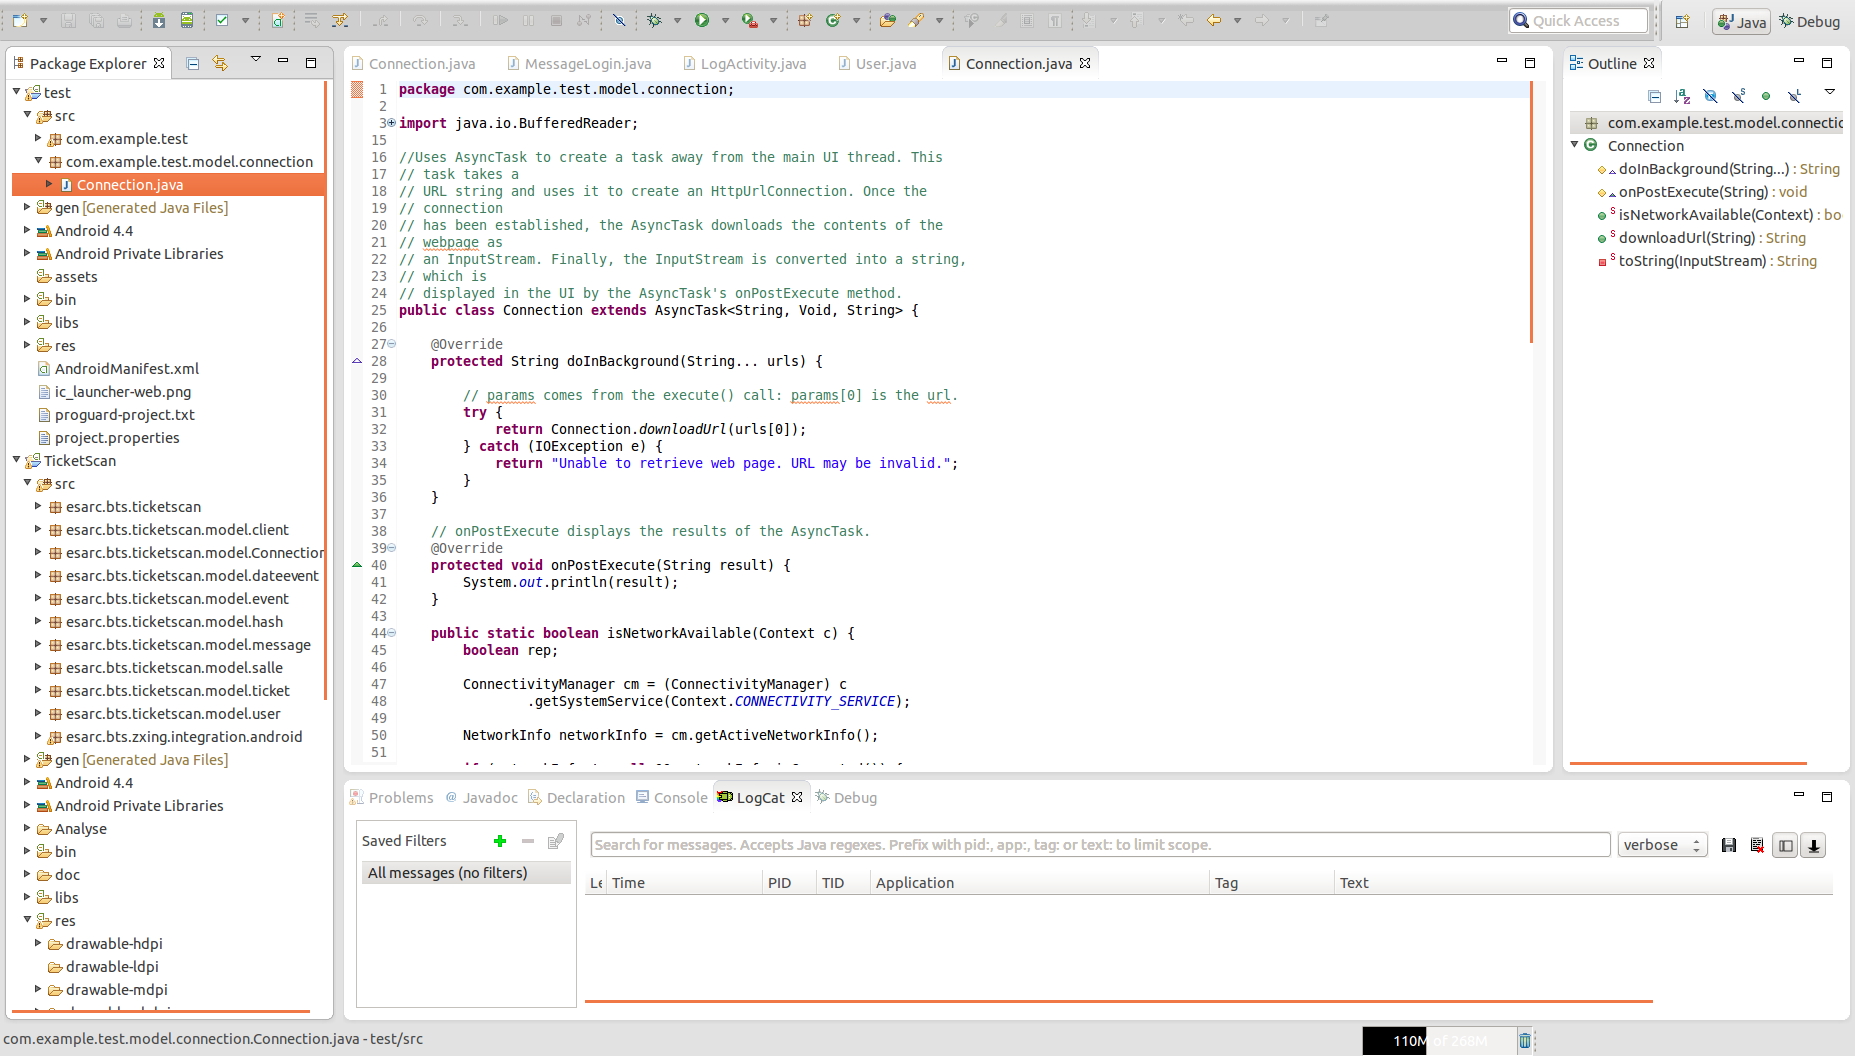 Quick Access
Java
Debug
Package Explorer
test
src
com.example.test
com.example.test.model.connection
Connection.java
gen [Generated Java Files]
Android 4.4
Android Private Libraries
assets
bin
libs
res
AndroidManifest.xml
ic_launcher-web.png
proguard-project.txt
project.properties
TicketScan
src
esarc.bts.ticketscan
esarc.bts.ticketscan.model.client
esarc.bts.ticketscan.model.Connection
esarc.bts.ticketscan.model.dateevent
esarc.bts.ticketscan.model.event
esarc.bts.ticketscan.model.hash
esarc.bts.ticketscan.model.message
esarc.bts.ticketscan.model.salle
esarc.bts.ticketscan.model.ticket
esarc.bts.ticketscan.model.user
esarc.bts.zxing.integration.android
gen [Generated Java Files]
Android 4.4
Android Private Libraries
Analyse
bin
doc
libs
res
drawable-hdpi
drawable-ldpi
drawable-mdpi
Connection.java
MessageLogin.java
LogActivity.java
User.java
Connection.java
1 package com.example.test.model.connection;
2
3 import java.io.BufferedReader;
15
16 //Uses AsyncTask to create a task away from the main UI thread. This
17 // task takes a
18 // URL string and uses it to create an HttpUrlConnection. Once the
19 // connection
20 // has been established, the AsyncTask downloads the contents of the
21 // webpage as
22 // an InputStream. Finally, the InputStream is converted into a string,
23 // which is
24 // displayed in the UI by the AsyncTask's onPostExecute method.
25 public class Connection extends AsyncTask<String, Void, String> {
26
27 @Override
28 protected String doInBackground(String... urls) {
29
30 // params comes from the execute() call: params[0] is the url.
31 try {
32 return Connection.downloadUrl(urls[0]);
33 } catch (IOException e) {
34 return "Unable to retrieve web page. URL may be invalid.";
35 }
36 }
37
38 // onPostExecute displays the results of the AsyncTask.
39 @Override
40 protected void onPostExecute(String result) {
41 System.out.println(result);
42 }
43
44 public static boolean isNetworkAvailable(Context c) {
45 boolean rep;
46
47 ConnectivityManager cm = (ConnectivityManager) c
48 .getSystemService(Context.CONNECTIVITY_SERVICE);
49
50 NetworkInfo networkInfo = cm.getActiveNetworkInfo();
51
Outline
com.example.test.model.connectic
Connection
doInBackground(String...) : String
onPostExecute(String) : void
isNetworkAvailable(Context) : bo
downloadUrl(String) : String
toString(InputStream) : String
Problems
@ Javadoc
Declaration
Console
LogCat
Debug
Saved Filters
All messages (no filters)
Search for messages. Accepts Java regexes. Prefix with pid:, app:, tag: or text: to limit scope.
verbose
Le Time PID TID Application Tag Text
com.example.test.model.connection.Connection.java - test/src
110M of 268M